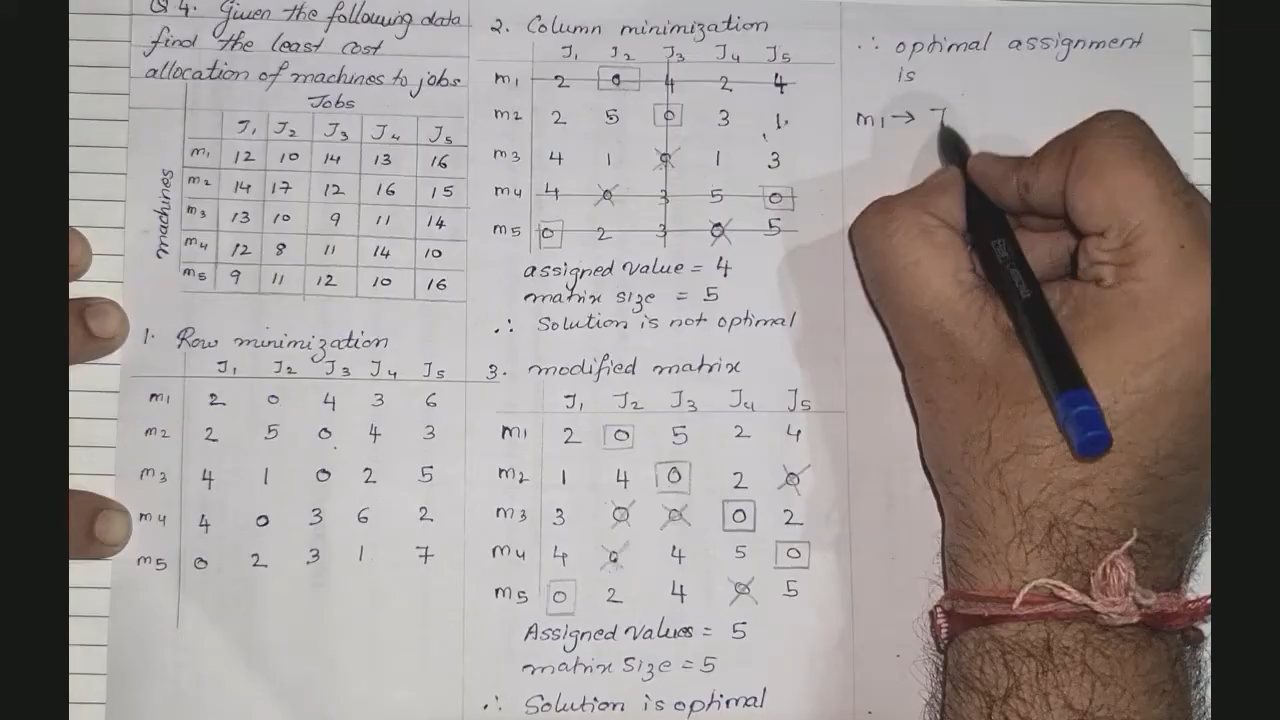 Q 4. Given the following data
find the least cost
allocation of machines to jobs
Jobs
machines
J1 J2 J3 J4 J5
m1 12 10 14 13 16
m2 14 17 12 16 15
m3 13 10 9 11 14
m4 12 8 11 14 10
m5 9 11 12 10 16
1. Row minimization
J1 J2 J3 J4 J5
m1 2 0 4 3 6
m2 2 5 0 4 3
m3 4 1 0 2 5
m4 4 0 3 6 2
m5 0 2 3 1 7
2. Column minimization
J1 J2 J3 J4 J5
m1 2 0 4 2 4
m2 2 5 0 3 1
m3 4 1 0 1 3
m4 4 0 3 5 0
m5 0 2 3 0 5
assigned value = 4
matrix size = 5
∴ Solution is not optimal
3. modified matrix
J1 J2 J3 J4 J5
m1 2 0 5 2 4
m2 1 4 0 2 0
m3 3 0 0 0 2
m4 4 0 4 5 0
m5 0 2 4 0 5
Assigned values = 5
matrix size = 5
∴ Solution is optimal
∴ optimal assignment
is
m1 →